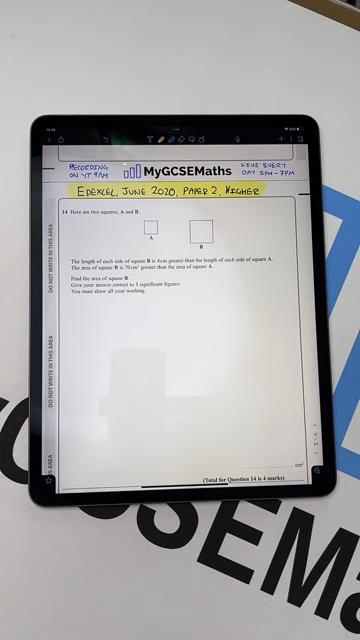 RECORDING
ON YT 9AM
MyGCSEMaths
LIVE EVERY
DAY 5PM - 7PM
EDEXCEL, JUNE 2020, PAPER 2, HIGHER
14 Here are two squares, A and B.
A
B
The length of each side of square B is 4 cm greater than the length of each side of square A.
The area of square B is 70 cm² greater than the area of square A.
Find the area of square B.
Give your answer correct to 3 significant figures.
You must show all your working.
cm²
(Total for Question 14 is 4 marks)
DO NOT WRITE IN THIS AREA
DO NOT WRITE IN THIS AREA
S AREA
GCSEMa